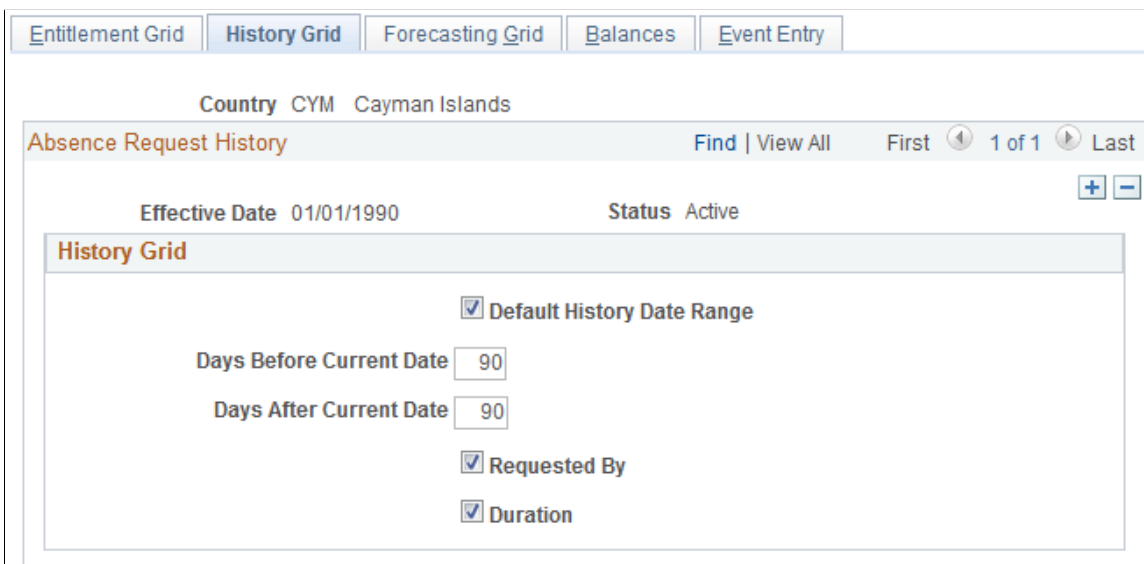 Entitlement Grid History Grid Forecasting Grid Balances Event Entry
Country CYM Cayman Islands
Absence Request History Find | View All First 1 of 1 Last
Effective Date 01/01/1990 Status Active
History Grid
Default History Date Range
Days Before Current Date 90
Days After Current Date 90
Requested By
Duration